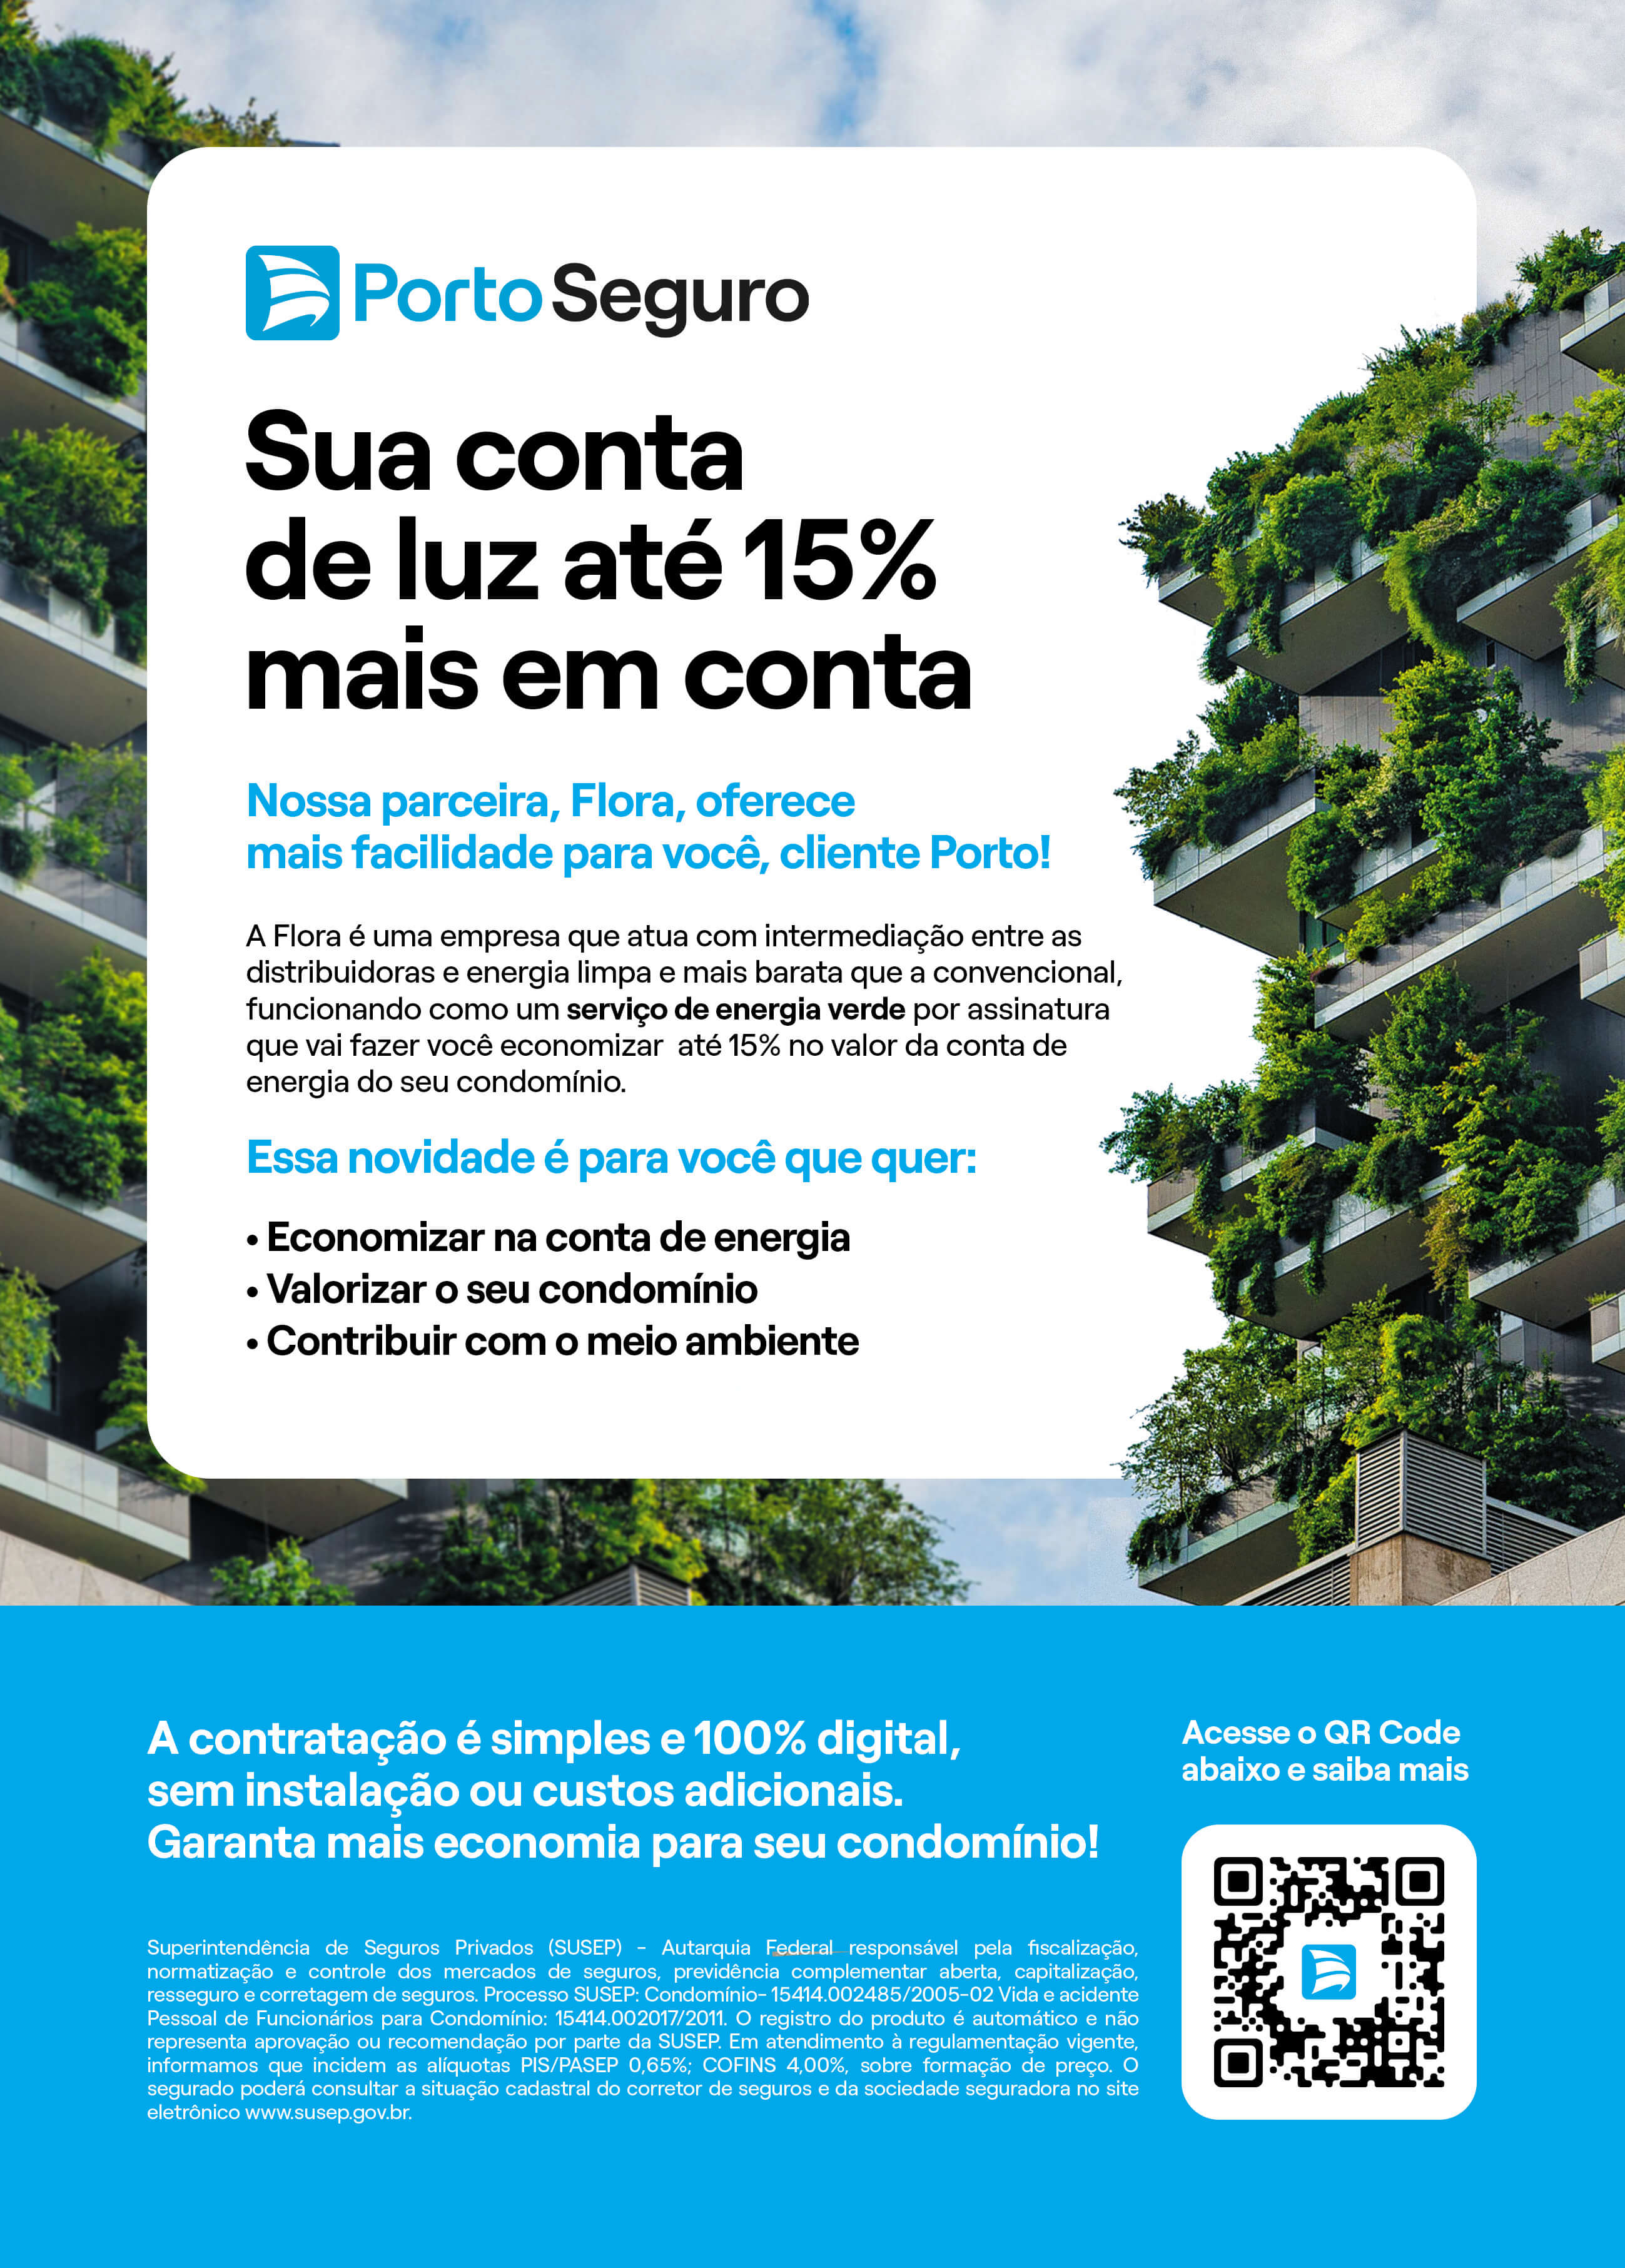 Porto Seguro
Sua conta
de luz até 15%
mais em conta
Nossa parceira, Flora, oferece
mais facilidade para você, cliente Porto!
A Flora é uma empresa que atua com intermediação entre as
distribuidoras e energia limpa e mais barata que a convencional,
funcionando como um serviço de energia verde por assinatura
que vai fazer você economizar até 15% no valor da conta de
energia do seu condomínio.
Essa novidade é para você que quer:
• Economizar na conta de energia
• Valorizar o seu condomínio
• Contribuir com o meio ambiente
A contratação é simples e 100% digital,
sem instalação ou custos adicionais.
Garanta mais economia para seu condomínio!
Acesse o QR Code
abaixo e saiba mais
Superintendência de Seguros Privados (SUSEP) - Autarquia Federal responsável pela fiscalização,
normatização e controle dos mercados de seguros, previdência complementar aberta, capitalização,
resseguro e corretagem de seguros. Processo SUSEP: Condomínio- 15414.002485/2005-02 Vida e acidente
Pessoal de Funcionários para Condomínio: 15414.002017/2011. O registro do produto é automático e não
representa aprovação ou recomendação por parte da SUSEP. Em atendimento à regulamentação vigente,
informamos que incidem as alíquotas PIS/PASEP 0,65%; COFINS 4,00%, sobre formação de preço. O
segurado poderá consultar a situação cadastral do corretor de seguros e da sociedade seguradora no site
eletrônico www.susep.gov.br.